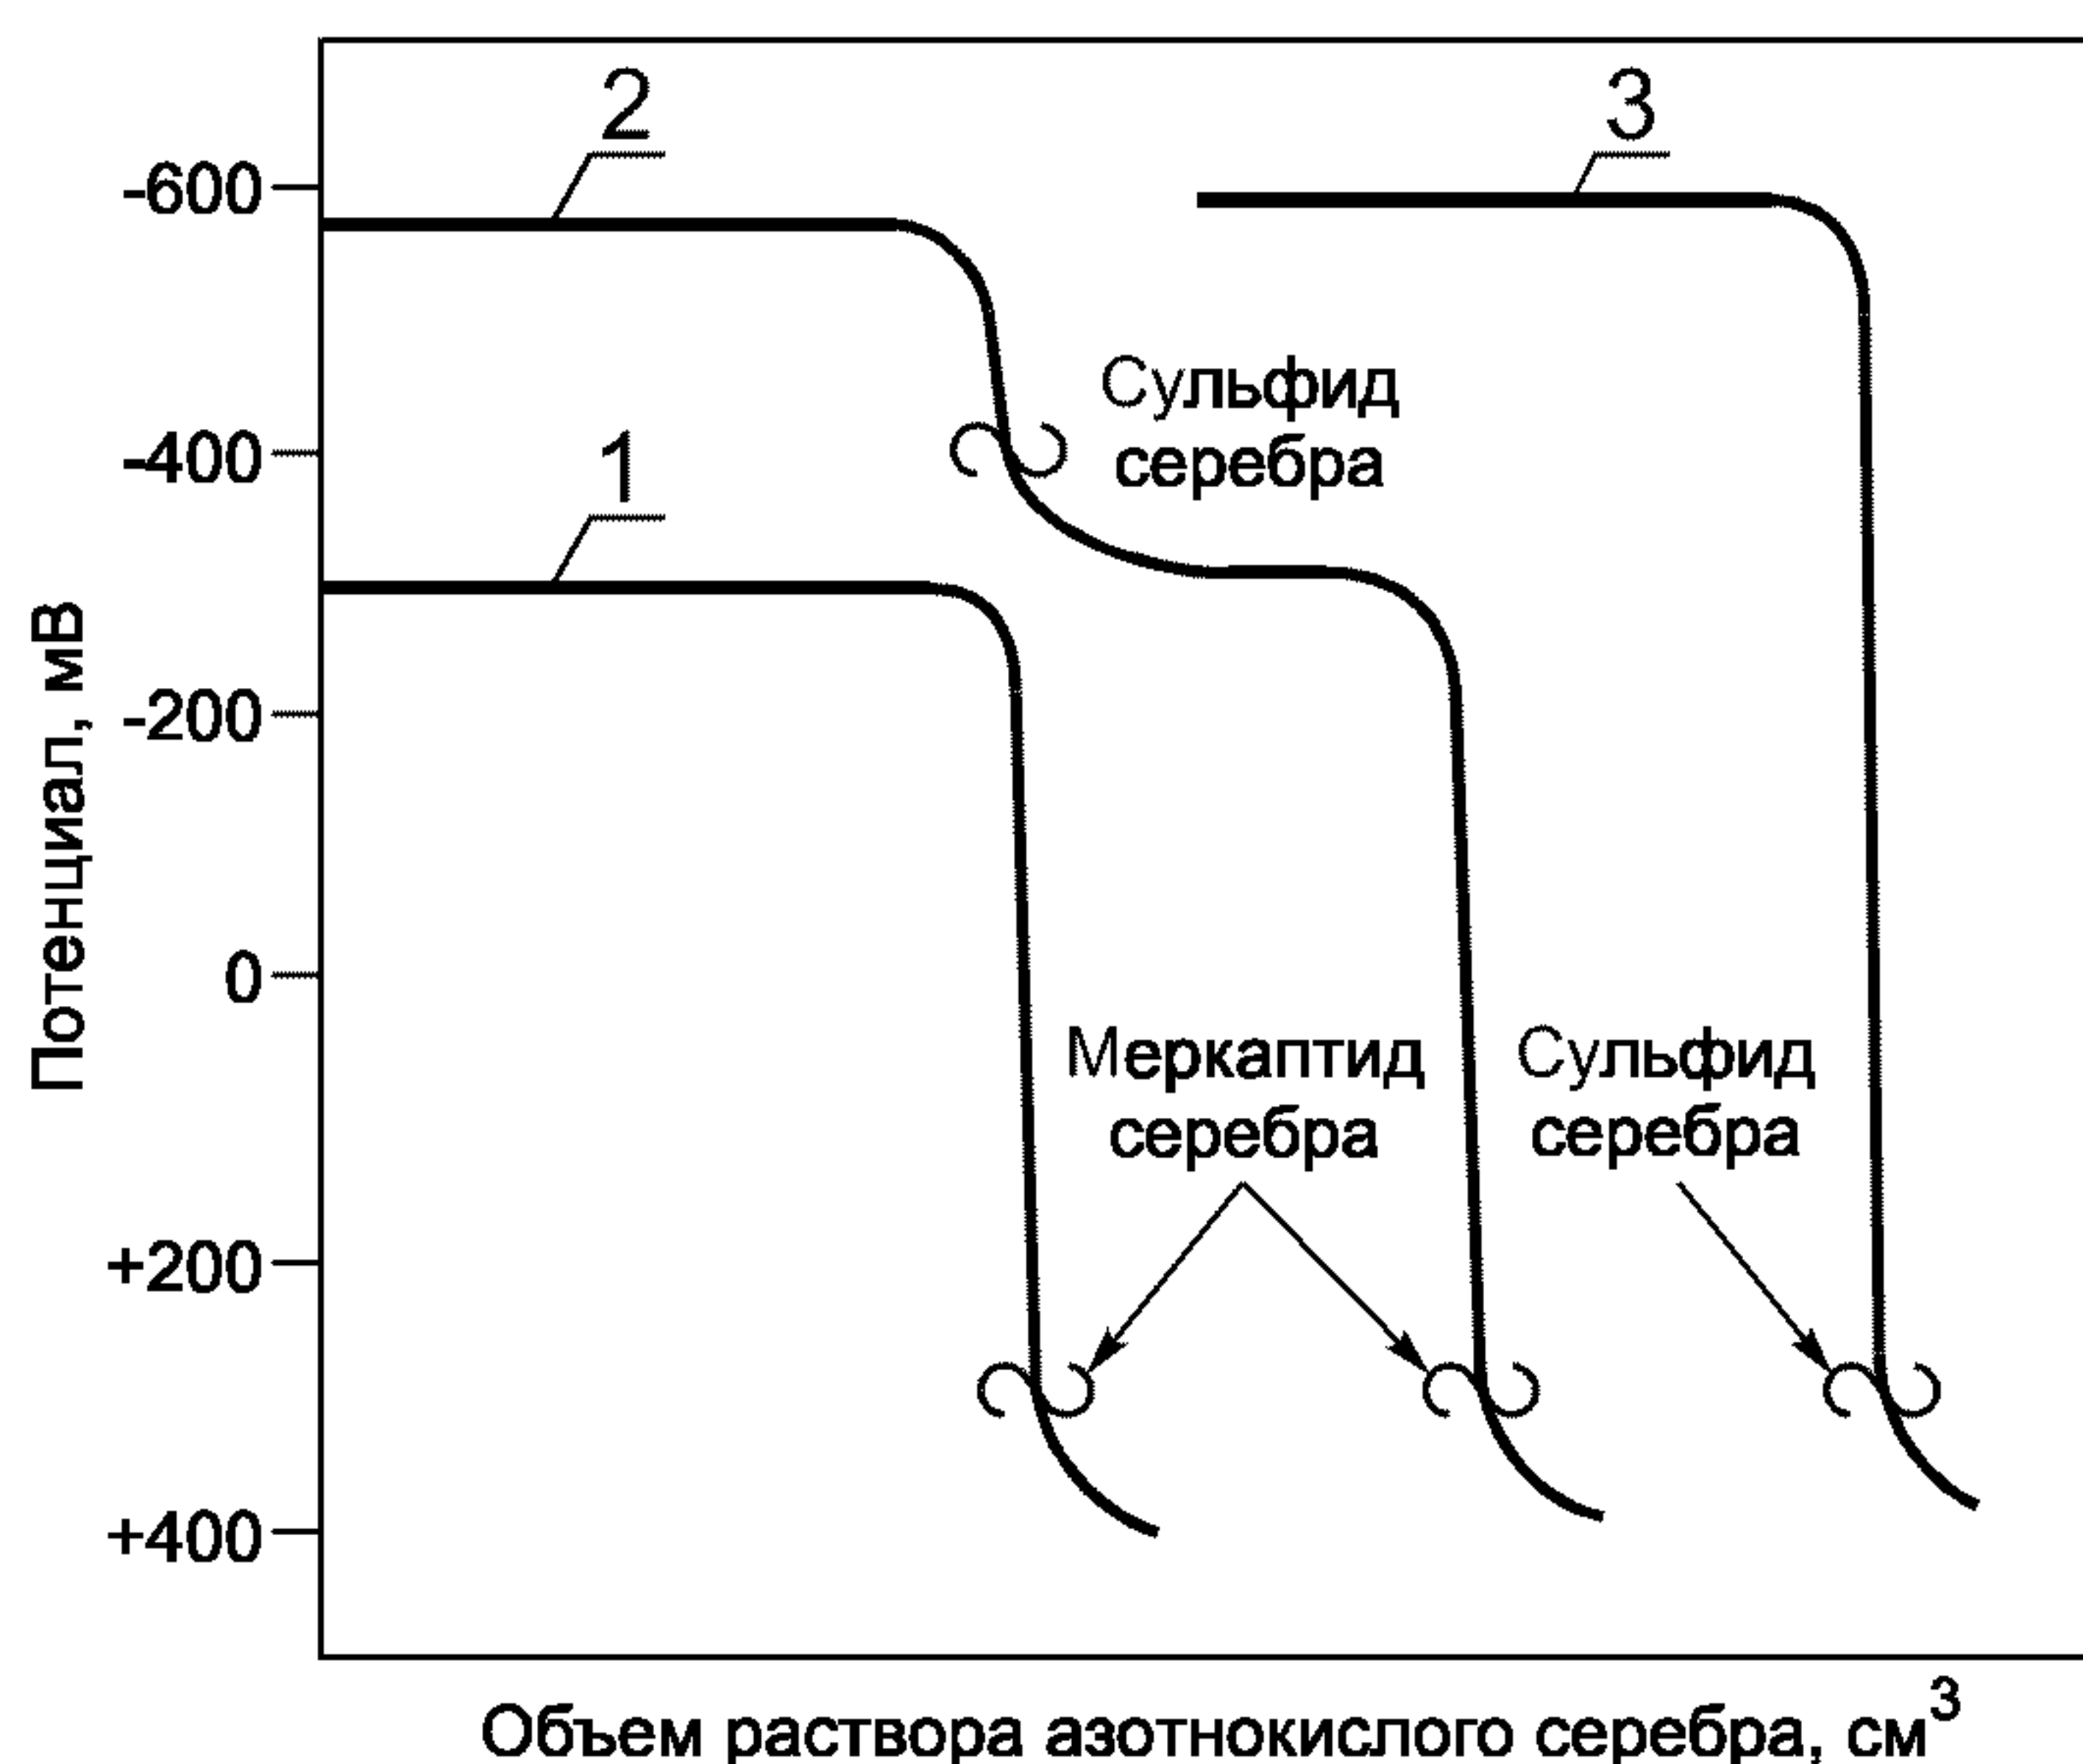 2
3
-600
Сульфид
серебра
-400
1
-200
Потенциал, мВ
0
Меркаптид
серебра
Сульфид
серебра
+200
+400
Объем раствора азотнокислого серебра, см³